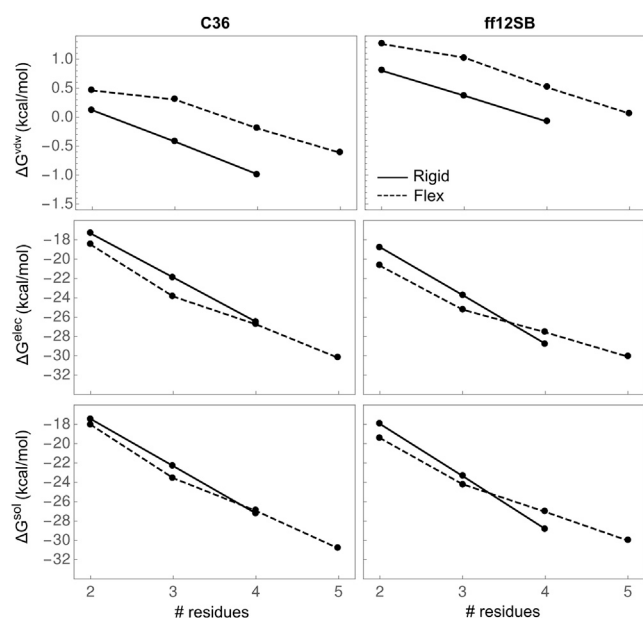 C36
ff12SB
ΔG^vdw (kcal/mol)
1.0
0.5
0.0
−0.5
−1.0
−1.5
Rigid
Flex
ΔG^elec (kcal/mol)
−18
−20
−22
−24
−26
−28
−30
−32
ΔG^sol (kcal/mol)
−18
−20
−22
−24
−26
−28
−30
−32
2 3 4 5
2 3 4 5
# residues
# residues